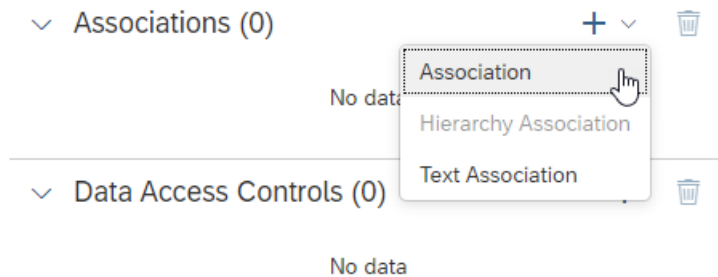 Associations (0)
Association
No data
Hierarchy Association
Text Association
Data Access Controls (0)
No data